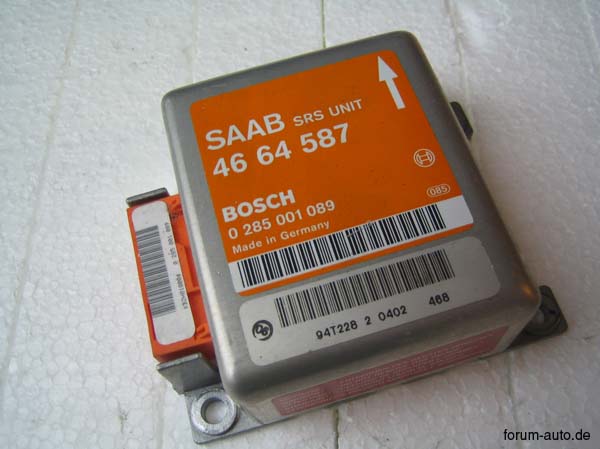 SAAB SRS UNIT
46 64 587
BOSCH
0 285 001 089
Made in Germany
085
94T228 2 0402 468
forum-auto.de